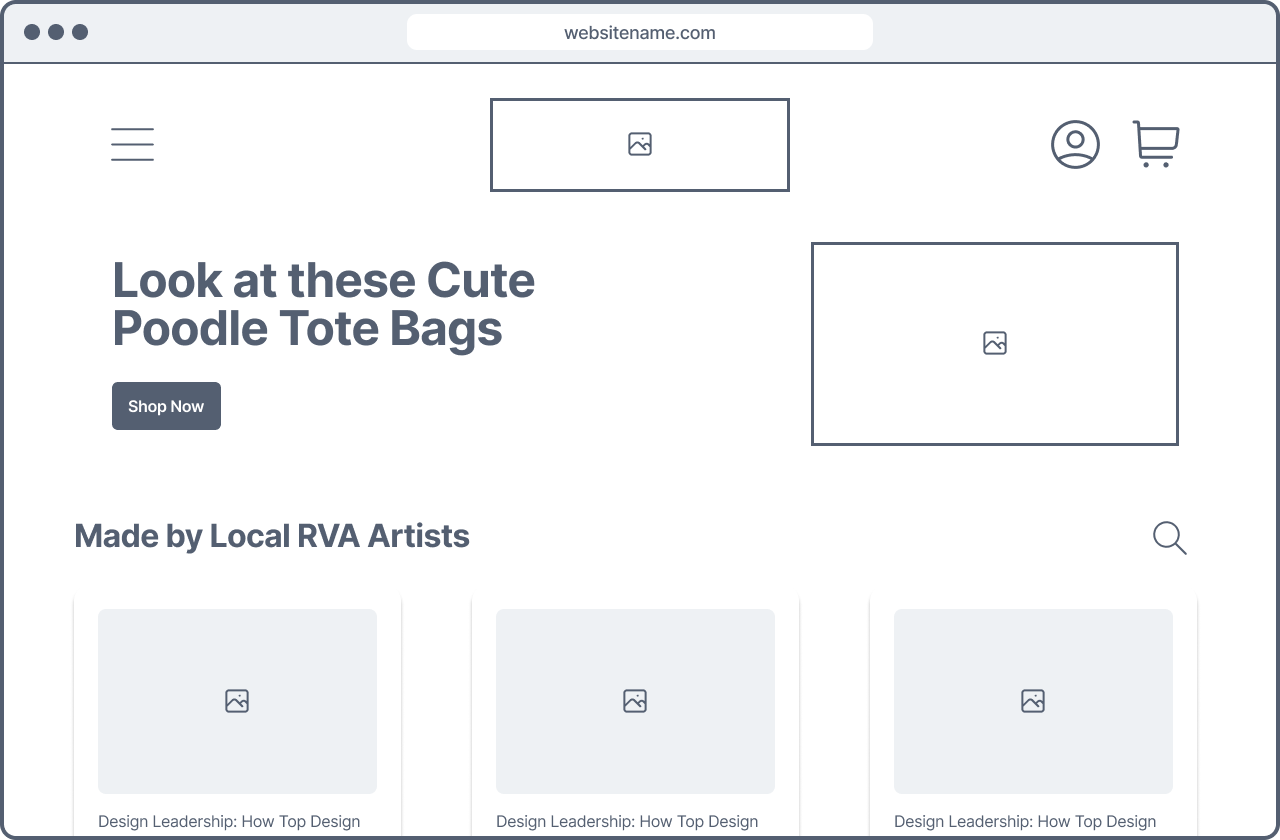 websitename.com
Look at these Cute
Poodle Tote Bags
Shop Now
Made by Local RVA Artists
Design Leadership: How Top Design
Design Leadership: How Top Design
Design Leadership: How Top Design